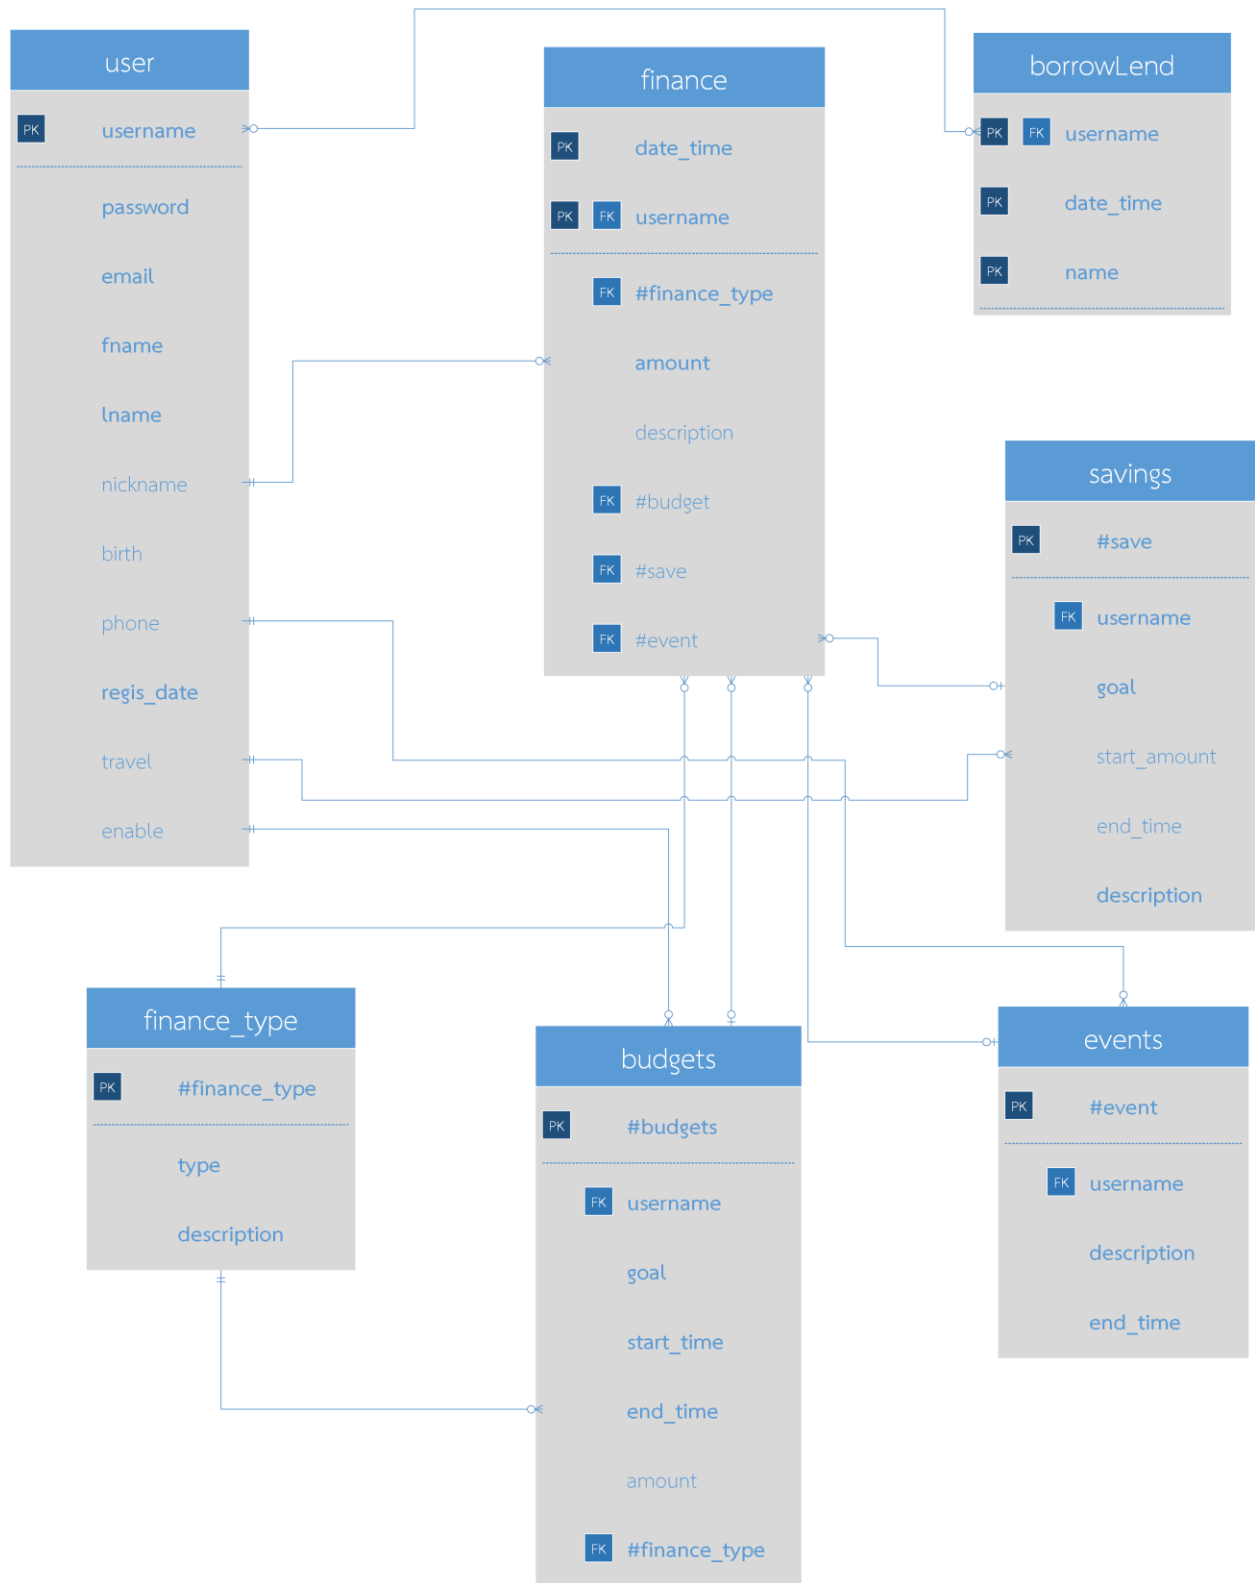 user
PK username
password
email
fname
lname
nickname
birth
phone
regis_date
travel
enable
finance
PK date_time
PK FK username
FK #finance_type
amount
description
FK #budget
FK #save
FK #event
borrowLend
PK FK username
PK date_time
PK name
savings
PK #save
FK username
goal
start_amount
end_time
description
finance_type
PK #finance_type
type
description
budgets
PK #budgets
FK username
goal
start_time
end_time
amount
FK #finance_type
events
PK #event
FK username
description
end_time